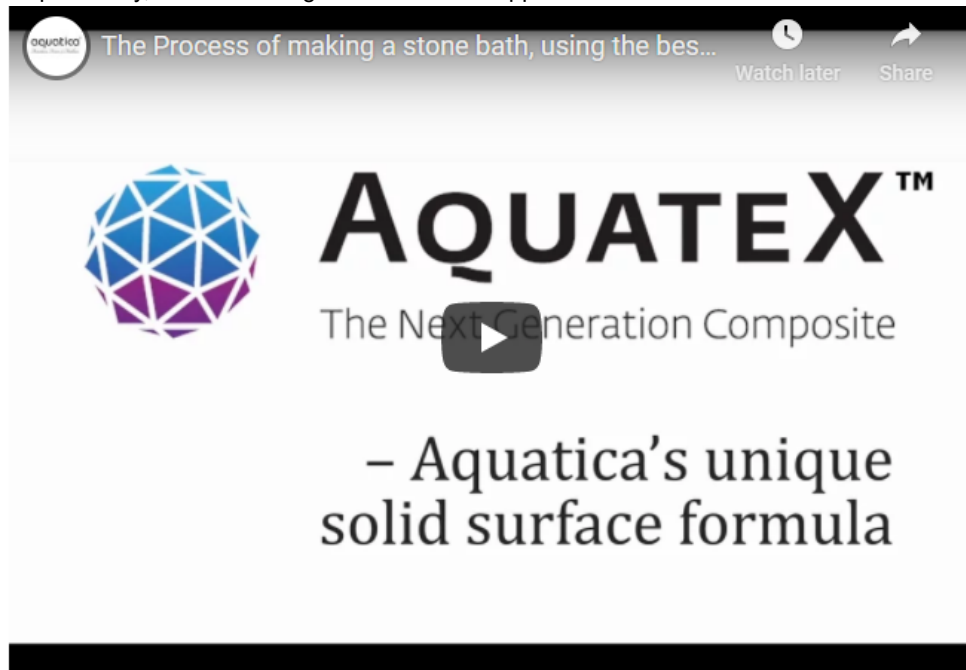 aquatica
The Process of making a stone bath, using the bes...
Watch later
Share
AQUATEX™
The Next Generation Composite
– Aquatica's unique
solid surface formula